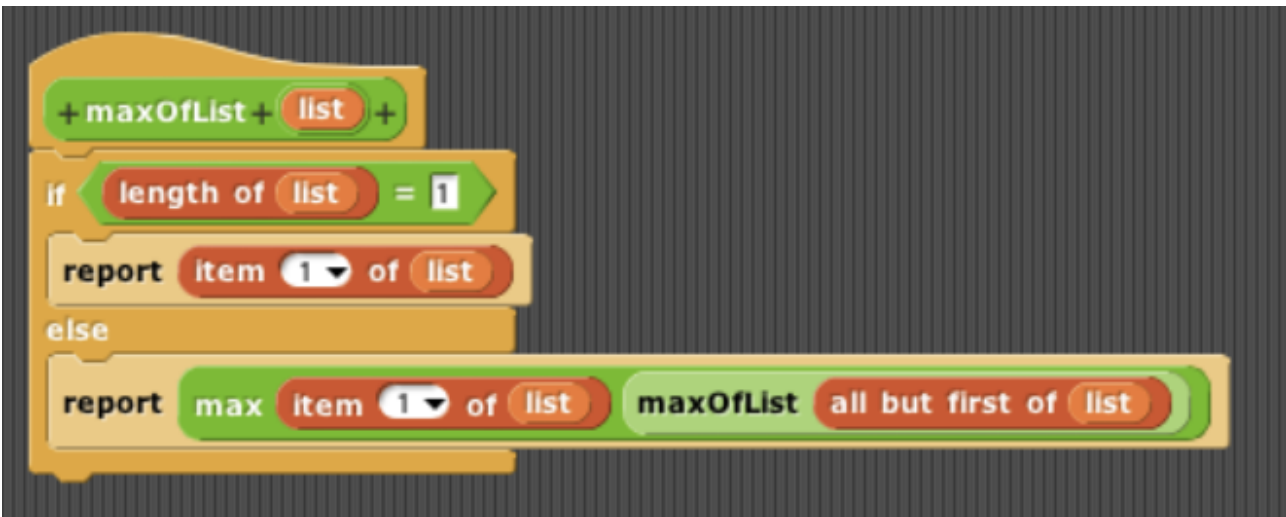 + maxOfList + list +
if length of list = 1
report item 1 of list
else
report max item 1 of list maxOfList all but first of list